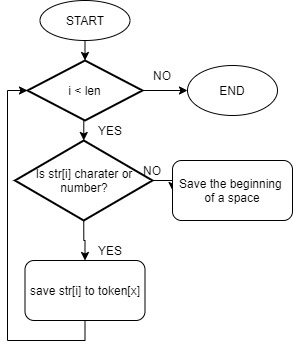 START
i < len
NO
END
YES
Is str[i] charater or
number?
NO
Save the beginning
of a space
YES
save str[i] to token[x]